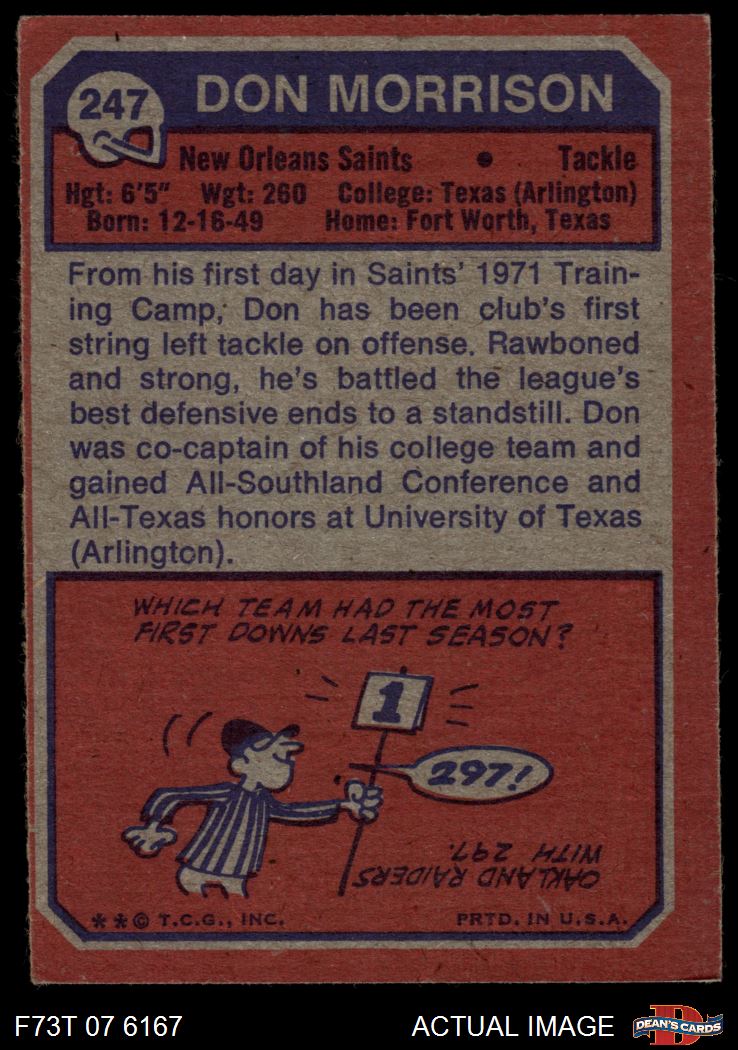 247
DON MORRISON
New Orleans Saints • Tackle
Hgt: 6'5" Wgt: 260 College: Texas (Arlington)
Born: 12-16-49 Home: Fort Worth, Texas
From his first day in Saints' 1971 Train-
ing Camp, Don has been club's first
string left tackle on offense. Rawboned
and strong, he's battled the league's
best defensive ends to a standstill. Don
was co-captain of his college team and
gained All-Southland Conference and
All-Texas honors at University of Texas
(Arlington).
WHICH TEAM HAD THE MOST
FIRST DOWNS LAST SEASON?
1
297!
OAKLAND RAIDERS
WITH 297.
**© T.C.G., INC. PRTD. IN U.S.A.
F73T 07 6167 ACTUAL IMAGE
D
DEAN'S CARDS